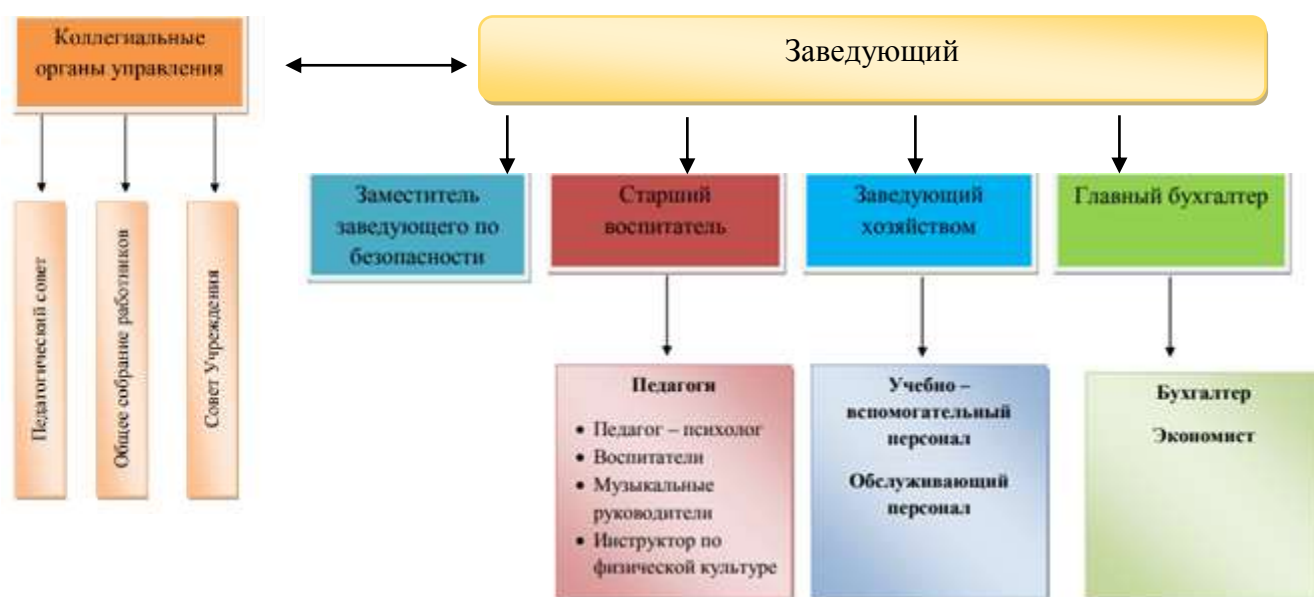 Коллегиальные
органы управления
Заведующий
Педагогический совет
Общее собрание работников
Совет Учреждения
Заместитель
заведующего по
безопасности
Старший
воспитатель
Заведующий
хозяйством
Главный бухгалтер
Педагоги
• Педагог – психолог
• Воспитатели
• Музыкальные
руководители
• Инструктор по
физической культуре
Учебно –
вспомогательный
персонал
Обслуживающий
персонал
Бухгалтер
Экономист